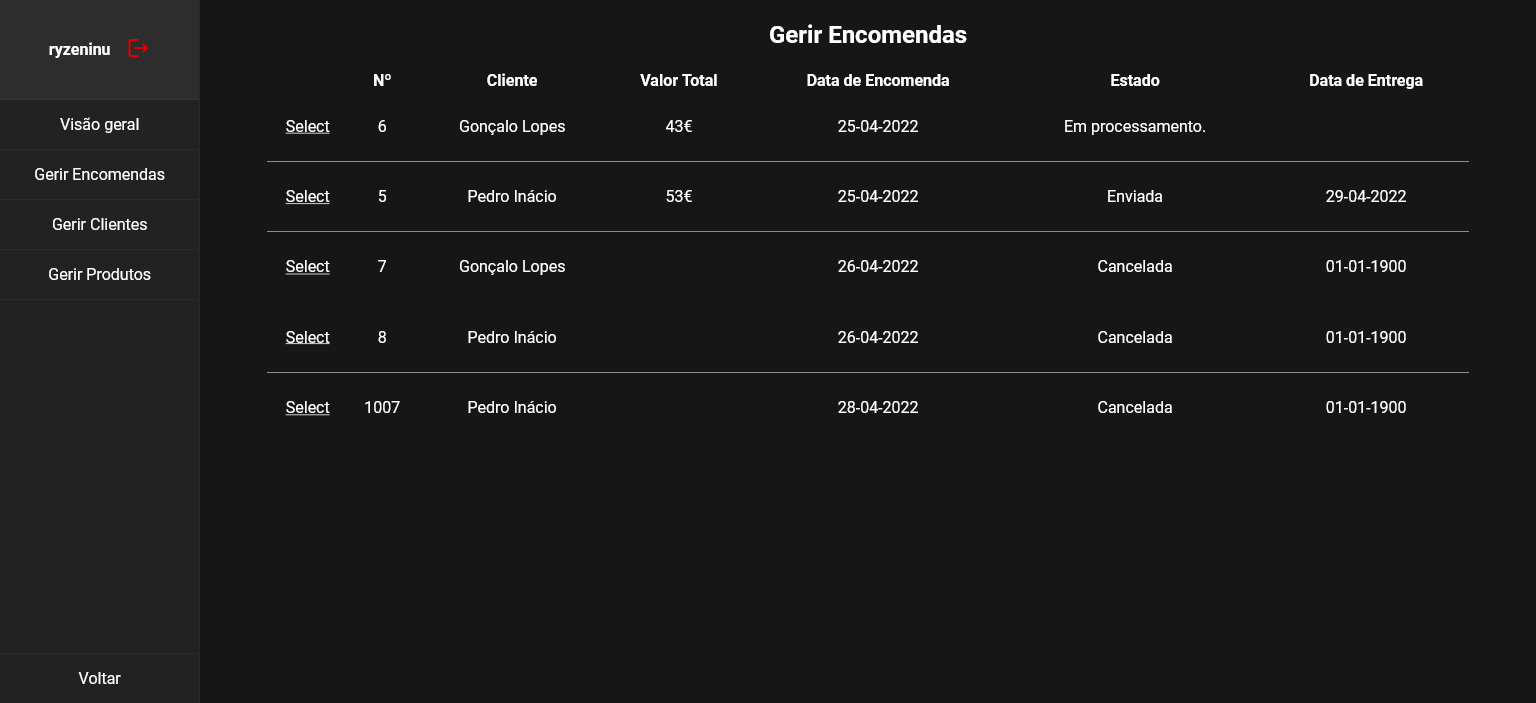 ryzeninu
Visão geral
Gerir Encomendas
Gerir Clientes
Gerir Produtos
Voltar
Gerir Encomendas
Nº Cliente Valor Total Data de Encomenda Estado Data de Entrega
Select 6 Gonçalo Lopes 43€ 25-04-2022 Em processamento.
Select 5 Pedro Inácio 53€ 25-04-2022 Enviada 29-04-2022
Select 7 Gonçalo Lopes 26-04-2022 Cancelada 01-01-1900
Select 8 Pedro Inácio 26-04-2022 Cancelada 01-01-1900
Select 1007 Pedro Inácio 28-04-2022 Cancelada 01-01-1900